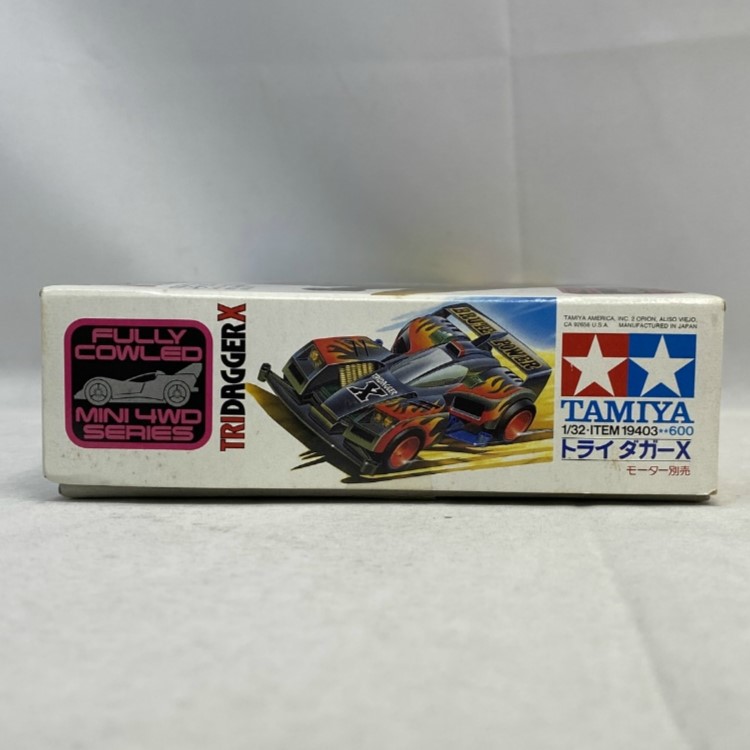 FULLY
COWLED
MINI 4WD
SERIES
TRIDAGGER X
X
TAMIYA AMERICA, INC. 2 ORION, ALISO VIEJO,
CA 92656 U.S.A. MANUFACTURED IN JAPAN
TAMIYA
1/32・ITEM 19403★★600
トライ ダガーX
モーター別売